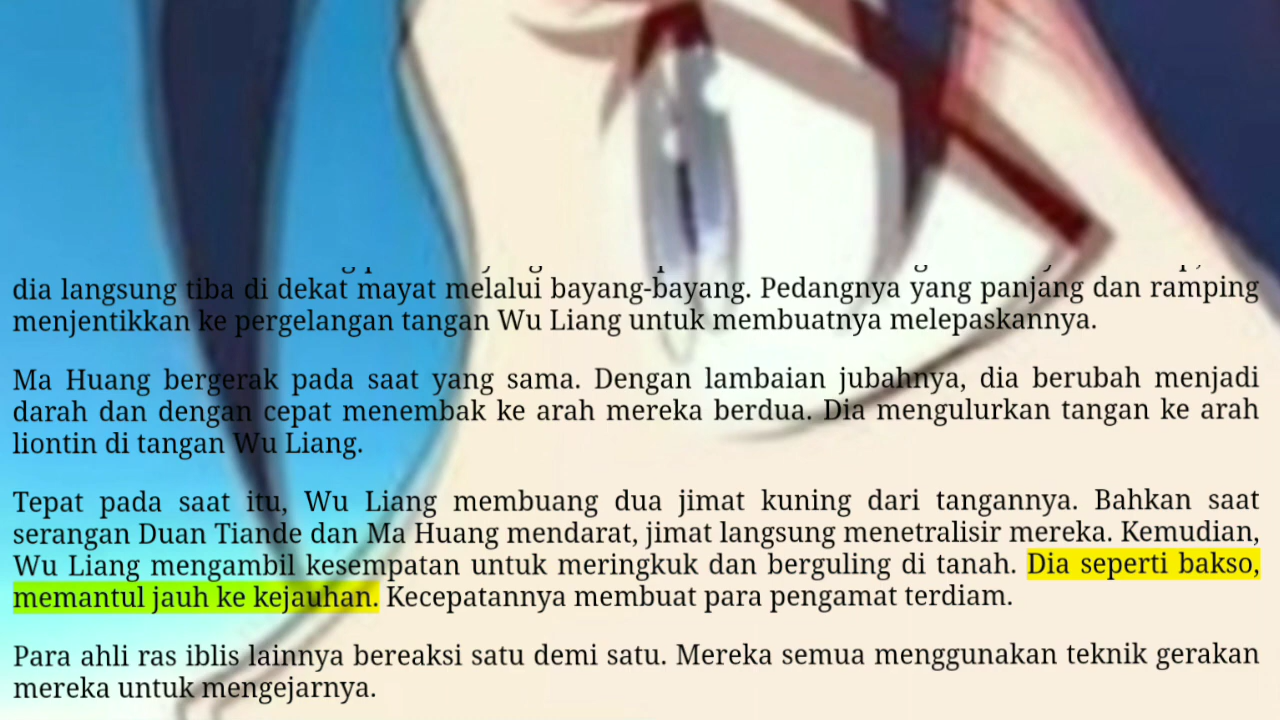 dia langsung tiba di dekat mayat melalui bayang-bayang. Pedangnya yang panjang dan ramping
menjentikkan ke pergelangan tangan Wu Liang untuk membuatnya melepaskannya.
Ma Huang bergerak pada saat yang sama. Dengan lambaian jubahnya, dia berubah menjadi
darah dan dengan cepat menembak ke arah mereka berdua. Dia mengulurkan tangan ke arah
liontin di tangan Wu Liang.
Tepat pada saat itu, Wu Liang membuang dua jimat kuning dari tangannya. Bahkan saat
serangan Duan Tiande dan Ma Huang mendarat, jimat langsung menetralisir mereka. Kemudian,
Wu Liang mengambil kesempatan untuk meringkuk dan berguling di tanah. Dia seperti bakso,
memantul jauh ke kejauhan. Kecepatannya membuat para pengamat terdiam.
Para ahli ras iblis lainnya bereaksi satu demi satu. Mereka semua menggunakan teknik gerakan
mereka untuk mengejarnya.